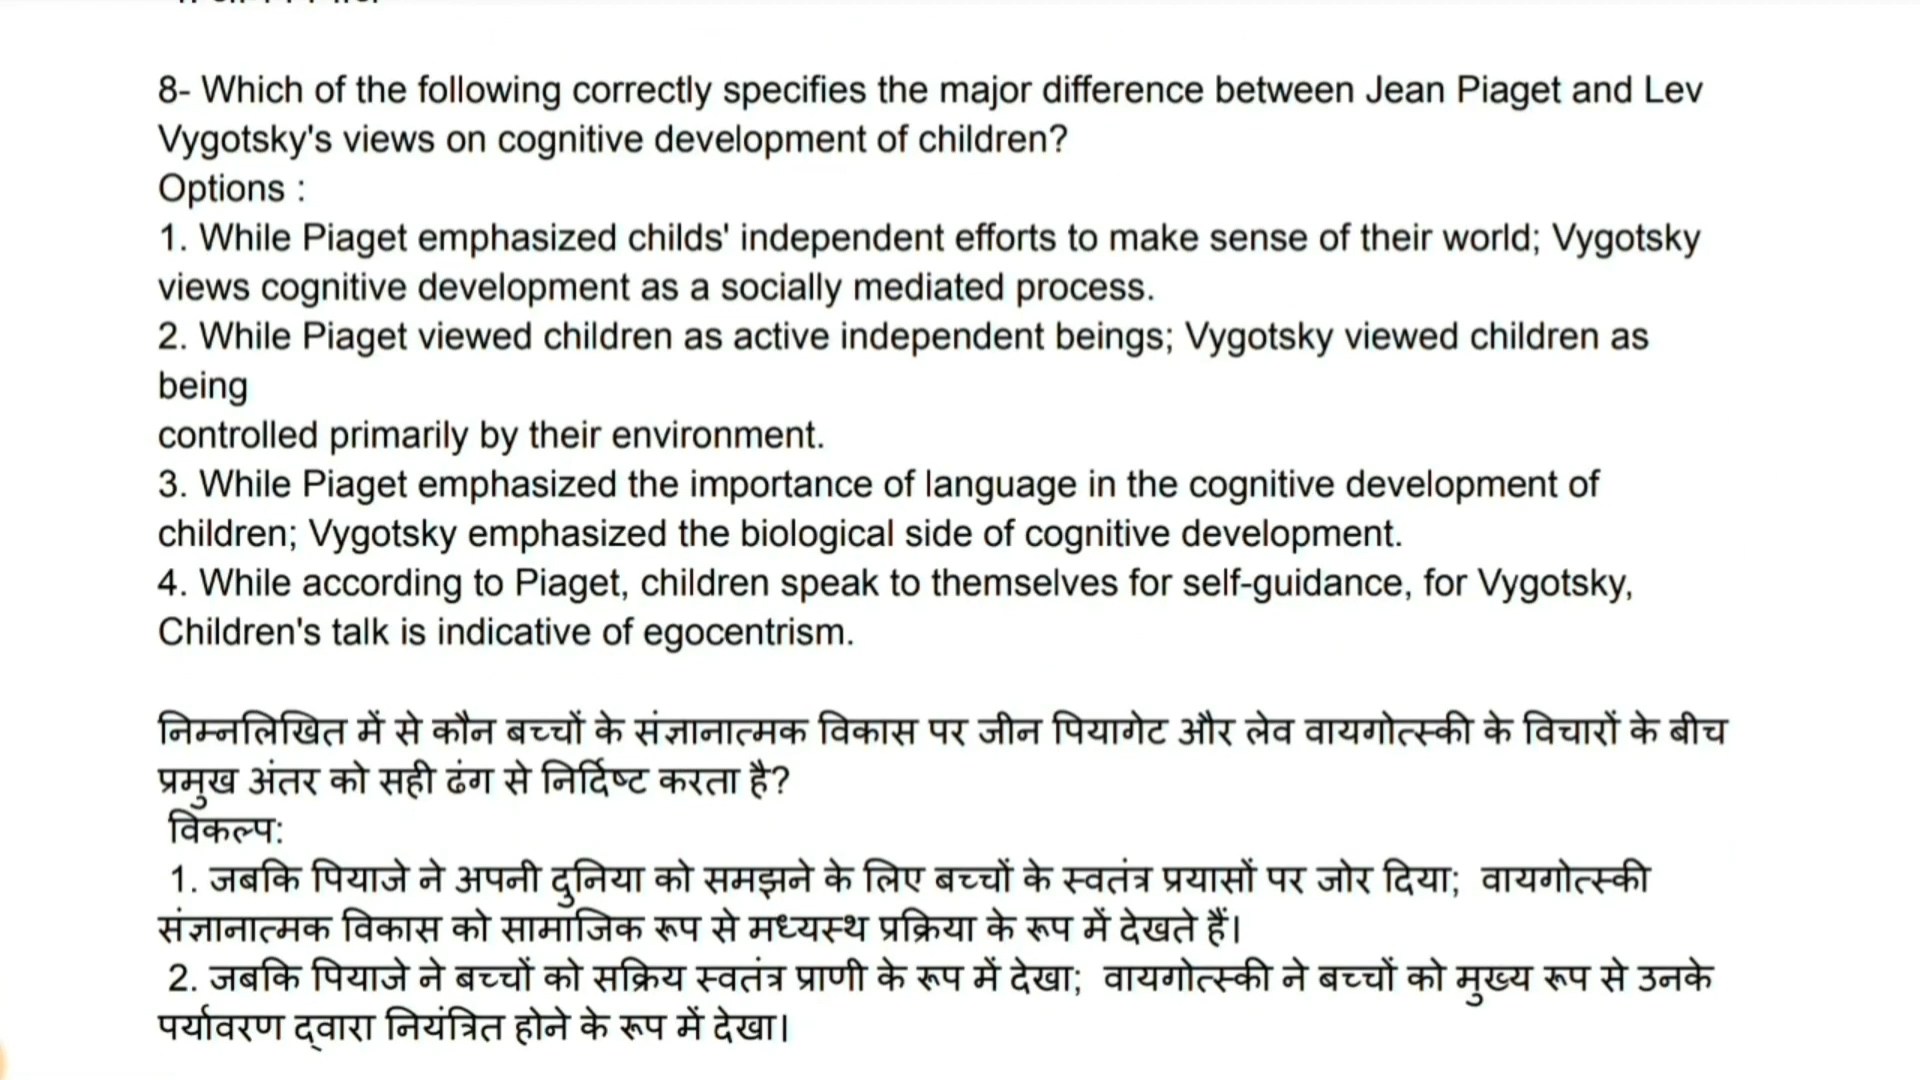 8- Which of the following correctly specifies the major difference between Jean Piaget and Lev
Vygotsky's views on cognitive development of children?
Options :
1. While Piaget emphasized childs' independent efforts to make sense of their world; Vygotsky
views cognitive development as a socially mediated process.
2. While Piaget viewed children as active independent beings; Vygotsky viewed children as
being
controlled primarily by their environment.
3. While Piaget emphasized the importance of language in the cognitive development of
children; Vygotsky emphasized the biological side of cognitive development.
4. While according to Piaget, children speak to themselves for self-guidance, for Vygotsky,
Children's talk is indicative of egocentrism.
निम्नलिखित में से कौन बच्चों के संज्ञानात्मक विकास पर जीन पियागेट और लेव वायगोत्स्की के विचारों के बीच
प्रमुख अंतर को सही ढंग से निर्दिष्ट करता है?
विकल्प:
1. जबकि पियाजे ने अपनी दुनिया को समझने के लिए बच्चों के स्वतंत्र प्रयासों पर जोर दिया; वायगोत्स्की
संज्ञानात्मक विकास को सामाजिक रूप से मध्यस्थ प्रक्रिया के रूप में देखते हैं।
2. जबकि पियाजे ने बच्चों को सक्रिय स्वतंत्र प्राणी के रूप में देखा; वायगोत्स्की ने बच्चों को मुख्य रूप से उनके
पर्यावरण द्वारा नियंत्रित होने के रूप में देखा।